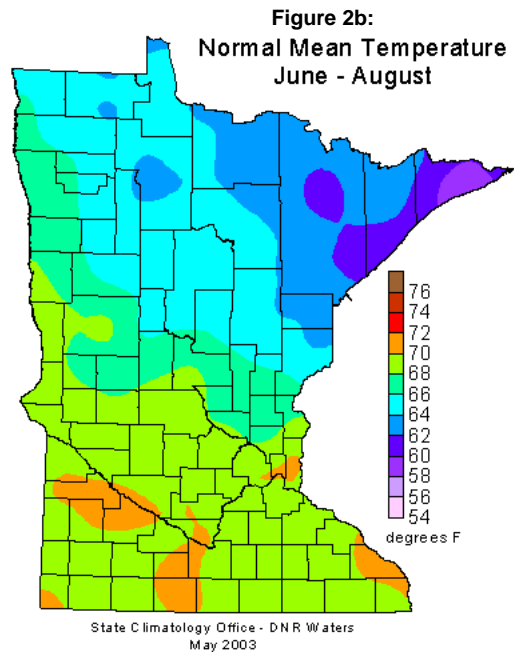 Figure 2b:
Normal Mean Temperature
June - August
76
74
72
70
68
66
64
62
60
58
56
54
degrees F
State Climatology Office - DNR Waters
May 2003